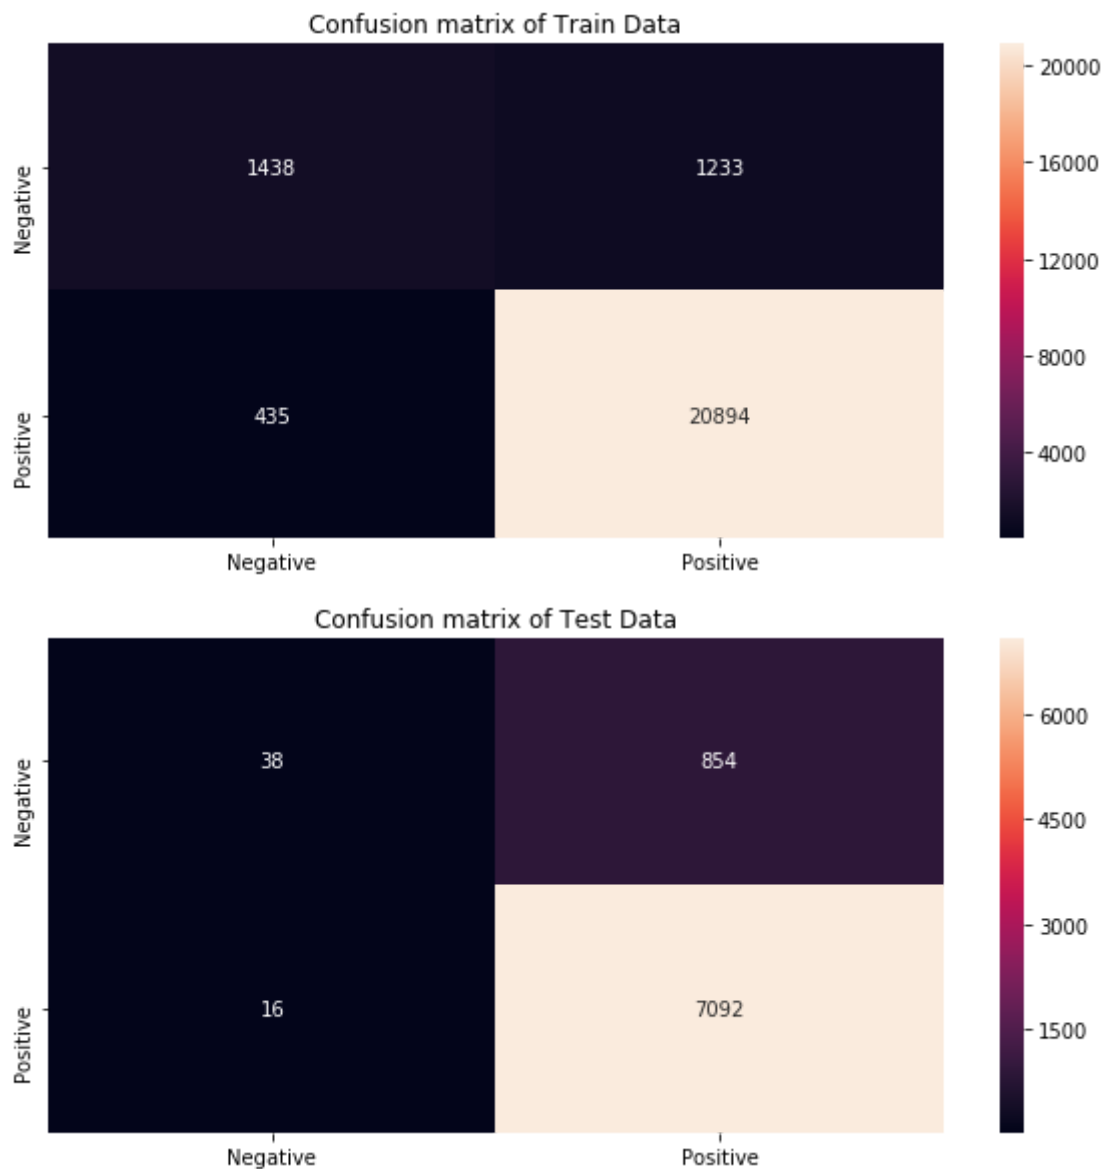 Confusion matrix of Train Data
Negative
1438
1233
Positive
435
20894
Negative
Positive
20000
16000
12000
8000
4000
Confusion matrix of Test Data
Negative
38
854
Positive
16
7092
Negative
Positive
6000
4500
3000
1500